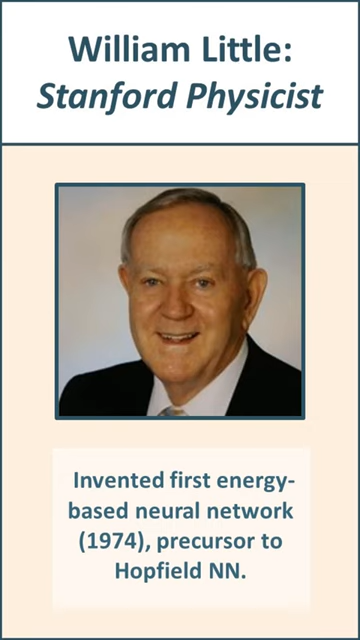 William Little:
Stanford Physicist
Invented first energy-
based neural network
(1974), precursor to
Hopfield NN.